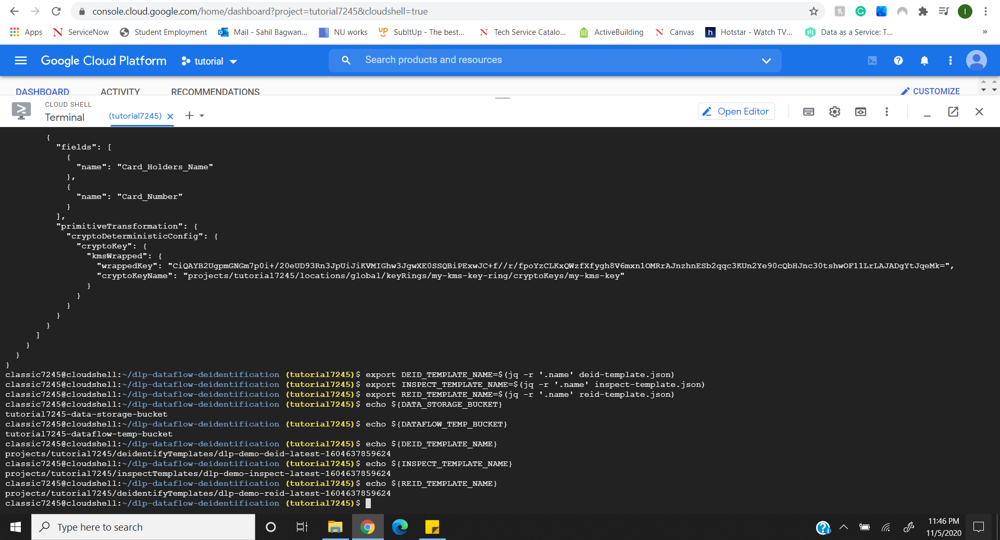 console.cloud.google.com/home/dashboard?project=tutorial7245&cloudshell=true
Apps ServiceNow Student Employment Mail - Sahil Bagwan... NU works SubItUp - The best... Tech Service Catalo... ActiveBuilding Canvas Hotstar - Watch TV... Data as a Service: T... »
Google Cloud Platform tutorial Search products and resources
DASHBOARD ACTIVITY RECOMMENDATIONS CUSTOMIZE
CLOUD SHELL
Terminal (tutorial7245) Open Editor
{
"fields": [
{
"name": "Card_Holders_Name"
},
{
"name": "Card_Number"
}
],
"primitiveTransformation": {
"cryptoDeterministicConfig": {
"cryptoKey": {
"kmsWrapped": {
"wrappedKey": "CiQAYB2UgpmGNGm7p0i+/20eUD93Rn3JpUiJiKVMIGhw3JgwXE0SSQBiPExwJC+f//r/fpoYzCLKxQWzfXfygh8V6mxn1OMRrAJnzhnESb2qqc3KUn2Ye90cQbHJnc30tshwOF11LrLAJADgYtJqeMk=",
"cryptoKeyName": "projects/tutorial7245/locations/global/keyRings/my-kms-key-ring/cryptoKeys/my-kms-key"
}
}
}
}
}
]
}
}
}
classic7245@cloudshell:~/dlp-dataflow-deidentification (tutorial7245)$ export DEID_TEMPLATE_NAME=$(jq -r '.name' deid-template.json)
classic7245@cloudshell:~/dlp-dataflow-deidentification (tutorial7245)$ export INSPECT_TEMPLATE_NAME=$(jq -r '.name' inspect-template.json)
classic7245@cloudshell:~/dlp-dataflow-deidentification (tutorial7245)$ export REID_TEMPLATE_NAME=$(jq -r '.name' reid-template.json)
classic7245@cloudshell:~/dlp-dataflow-deidentification (tutorial7245)$ echo ${DATA_STORAGE_BUCKET}
tutorial7245-data-storage-bucket
classic7245@cloudshell:~/dlp-dataflow-deidentification (tutorial7245)$ echo ${DATAFLOW_TEMP_BUCKET}
tutorial7245-dataflow-temp-bucket
classic7245@cloudshell:~/dlp-dataflow-deidentification (tutorial7245)$ echo ${DEID_TEMPLATE_NAME}
projects/tutorial7245/deidentifyTemplates/dlp-demo-deid-latest-1604637859624
classic7245@cloudshell:~/dlp-dataflow-deidentification (tutorial7245)$ echo ${INSPECT_TEMPLATE_NAME}
projects/tutorial7245/inspectTemplates/dlp-demo-inspect-latest-1604637859624
classic7245@cloudshell:~/dlp-dataflow-deidentification (tutorial7245)$ echo ${REID_TEMPLATE_NAME}
projects/tutorial7245/deidentifyTemplates/dlp-demo-reid-latest-1604637859624
classic7245@cloudshell:~/dlp-dataflow-deidentification (tutorial7245)$
Type here to search
11:46 PM
11/5/2020